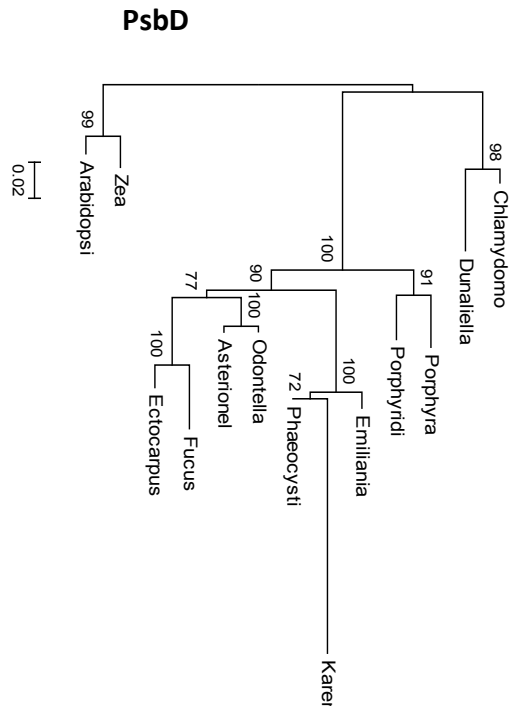 PsbD
Chlamydomo
98
Dunaliella
Porphyra
91
Porphyridi
100
Emiliania
100
Karen
72
Phaeocysti
90
Odontella
100
Asterionel
77
Fucus
100
Ectocarpus
Zea
99
Arabidopsi
0.02